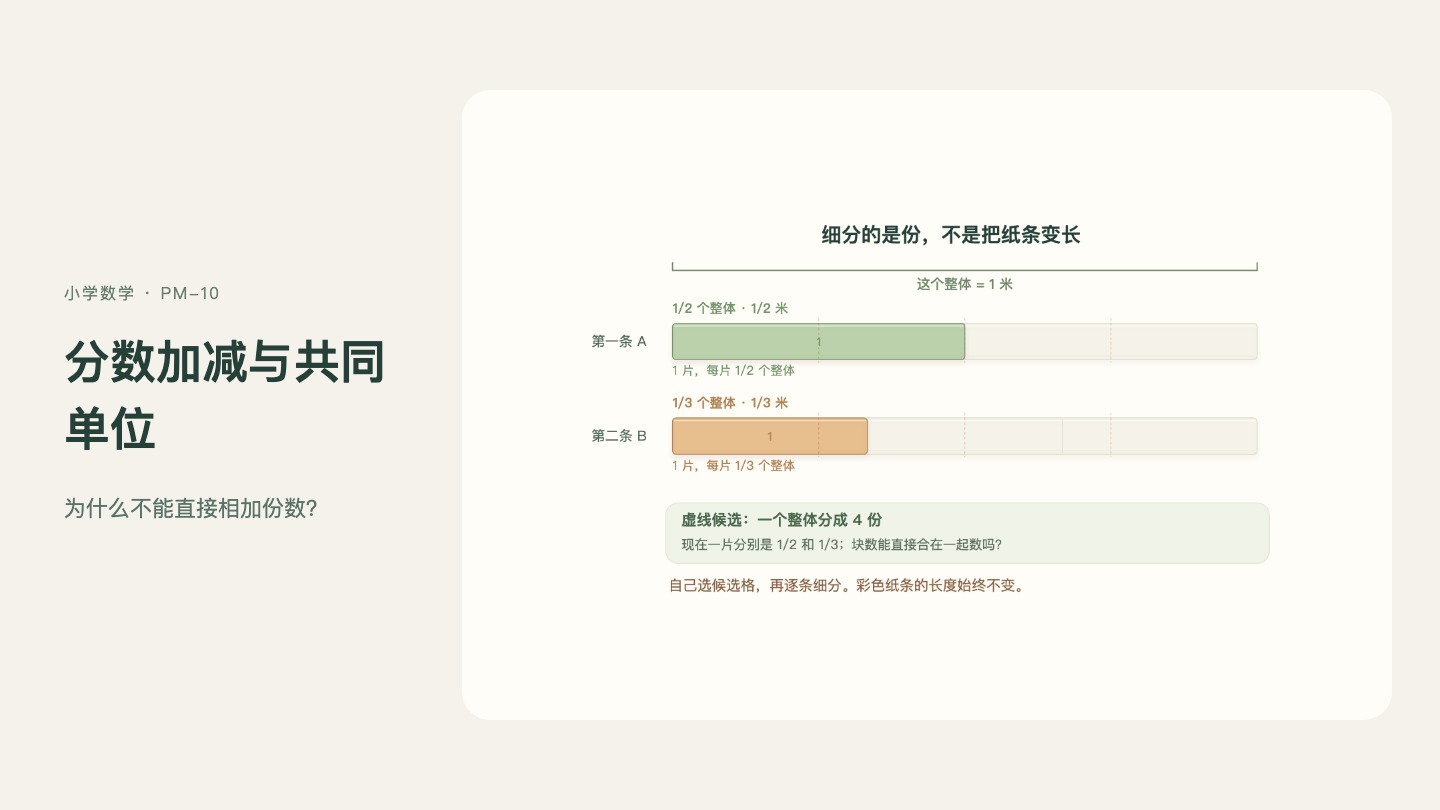 小学数学 · PM–10
分数加减与共同
单位
为什么不能直接相加份数?
细分的是份，不是把纸条变长
这个整体 = 1 米
1/2 个整体 · 1/2 米
第一条 A
1
1 片，每片 1/2 个整体
1/3 个整体 · 1/3 米
第二条 B
1
1 片，每片 1/3 个整体
虚线候选：一个整体分成 4 份
现在一片分别是 1/2 和 1/3；块数能直接合在一起数吗?
自己选候选格，再逐条细分。彩色纸条的长度始终不变。